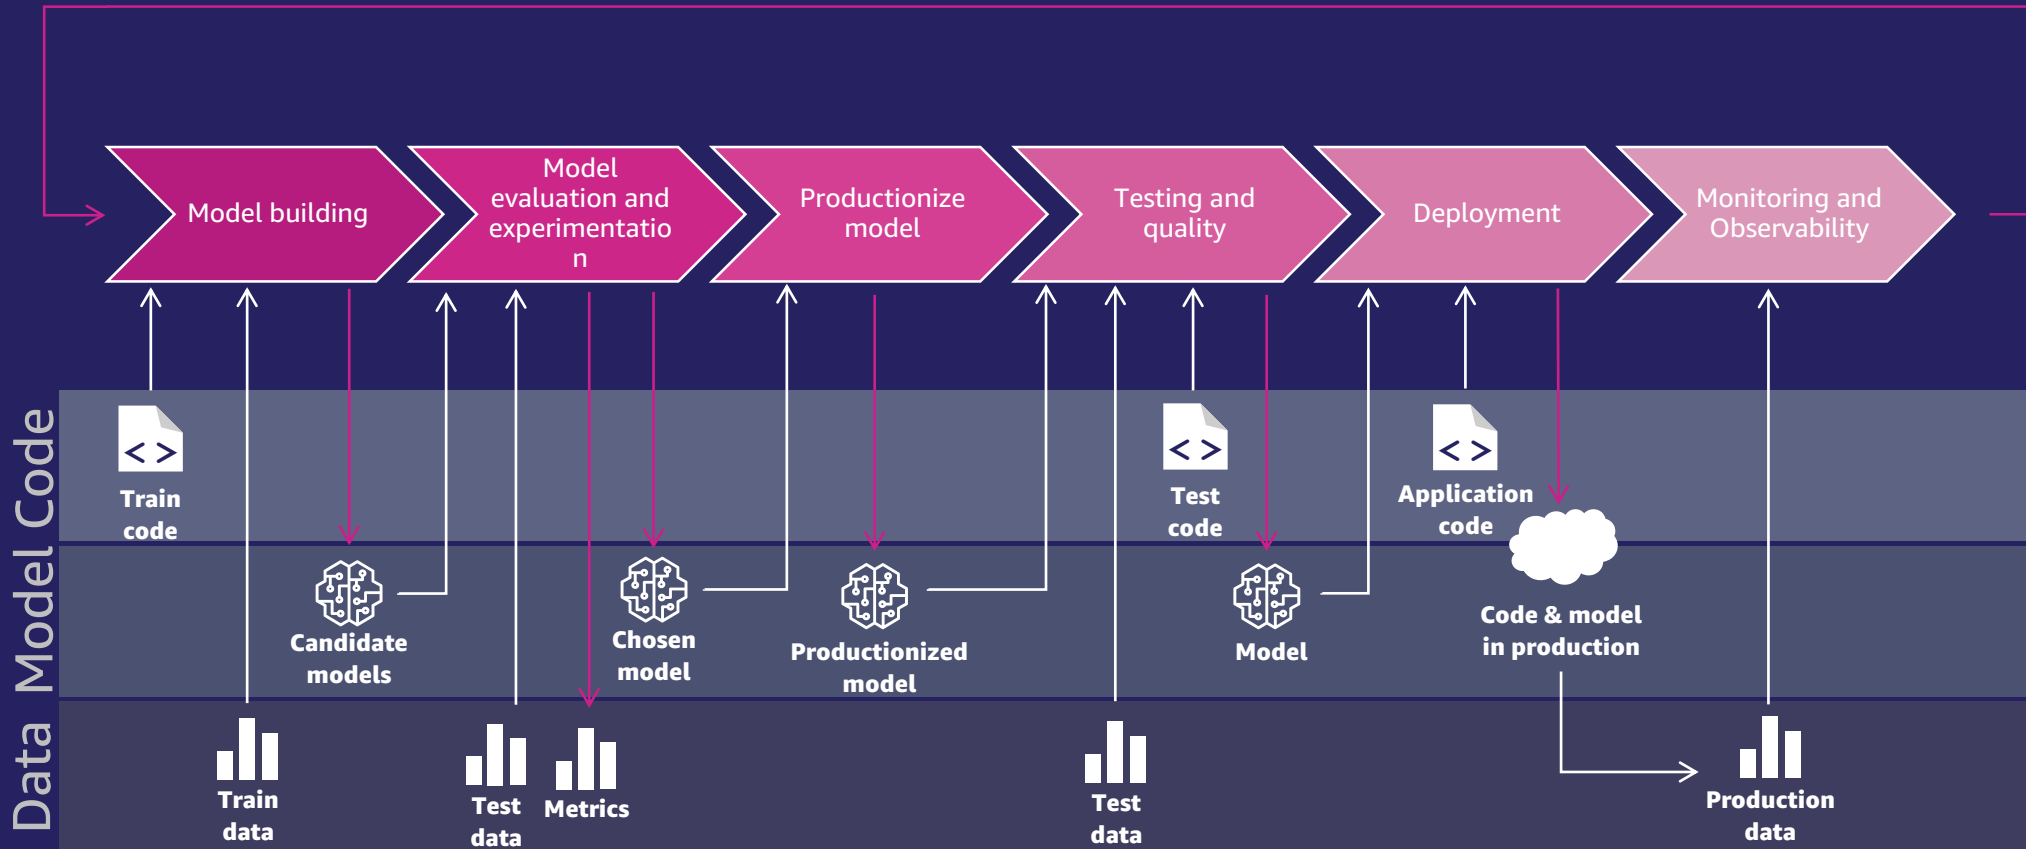 Model building
Model
evaluation and
experimentatio
n
Productionize
model
Testing and
quality
Deployment
Monitoring and
Observability
Code
< >
Train
code
< >
Test
code
< >
Application
code
Model
Candidate
models
Chosen
model
Productionized
model
Model
Code & model
in production
Data
Train
data
Test
data
Metrics
Test
data
Production
data